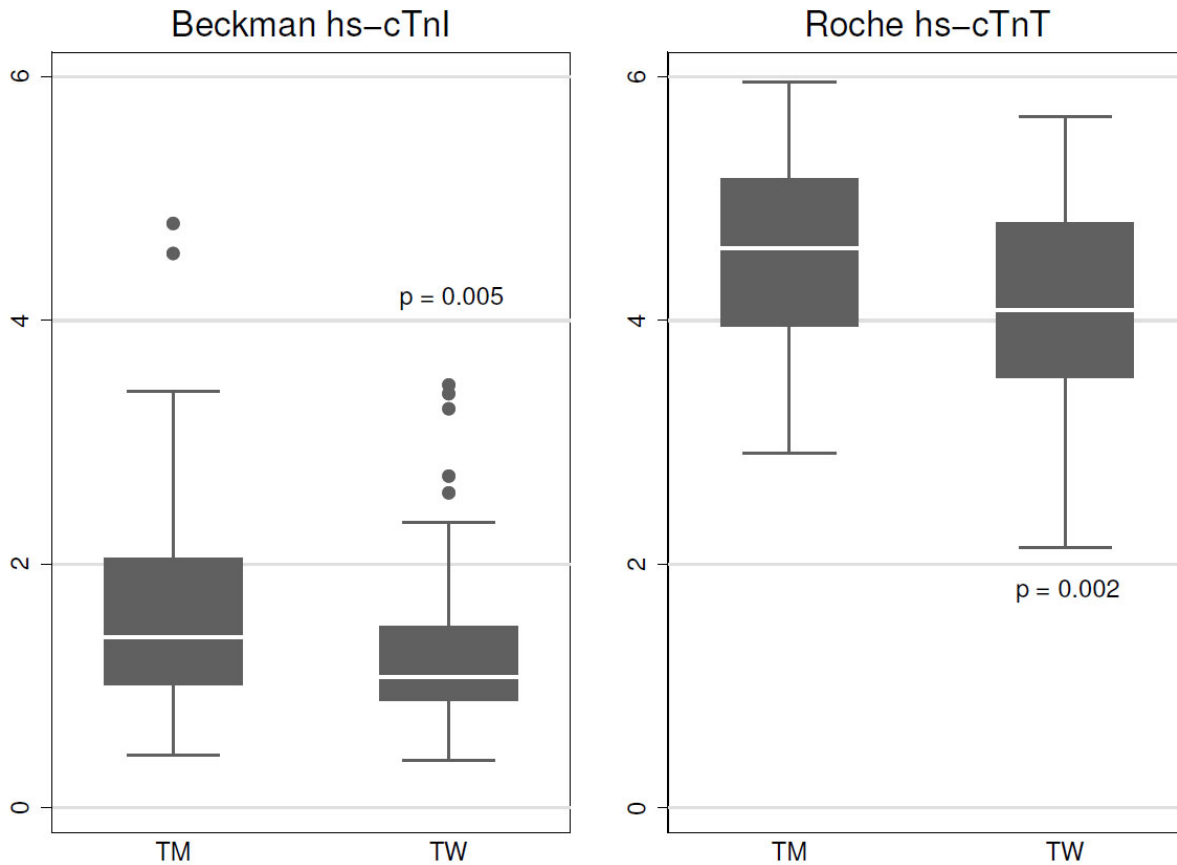 Beckman hs−cTnI
6
4
2
0
p = 0.005
TM
TW
Roche hs−cTnT
6
4
2
0
p = 0.002
TM
TW